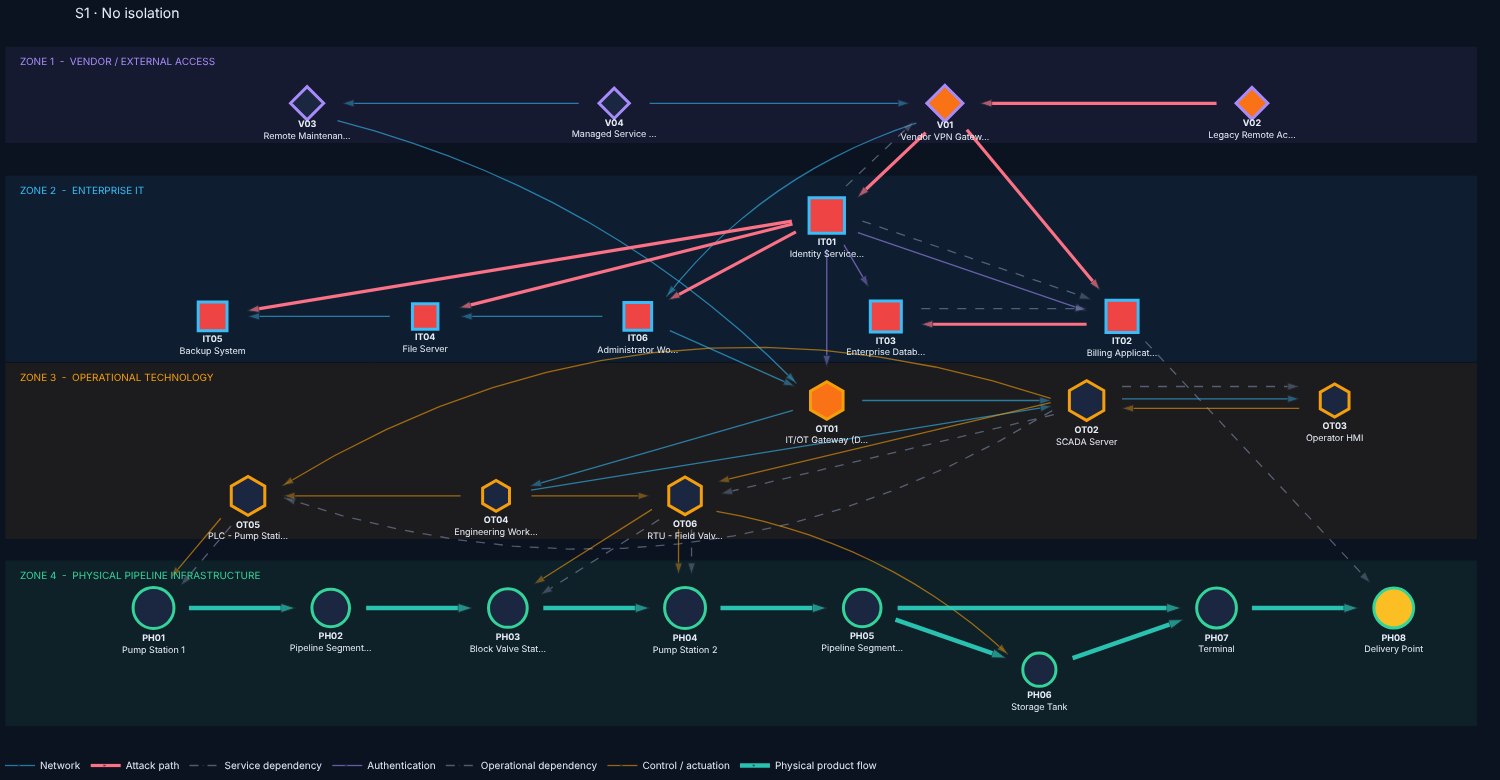 S1 · No isolation
ZONE 1 - VENDOR / EXTERNAL ACCESS
V03
Remote Maintenan...
V04
Managed Service ...
V01
Vendor VPN Gatew...
V02
Legacy Remote Ac...
ZONE 2 - ENTERPRISE IT
IT01
Identity Service...
IT05
Backup System
IT04
File Server
IT06
Administrator Wo...
IT03
Enterprise Datab...
IT02
Billing Applicat...
ZONE 3 - OPERATIONAL TECHNOLOGY
OT01
IT/OT Gateway (D...
OT02
SCADA Server
OT03
Operator HMI
OT05
PLC - Pump Stati...
OT04
Engineering Work...
OT06
RTU - Field Valv...
ZONE 4 - PHYSICAL PIPELINE INFRASTRUCTURE
PH01
Pump Station 1
PH02
Pipeline Segment...
PH03
Block Valve Stat...
PH04
Pump Station 2
PH05
Pipeline Segment...
PH07
Terminal
PH08
Delivery Point
PH06
Storage Tank
Network
Attack path
Service dependency
Authentication
Operational dependency
Control / actuation
Physical product flow